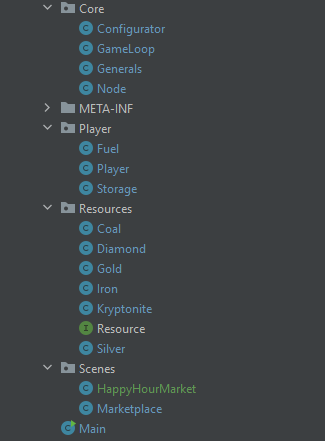 Core
Configurator
GameLoop
Generals
Node
META-INF
Player
Fuel
Player
Storage
Resources
Coal
Diamond
Gold
Iron
Kryptonite
Resource
Silver
Scenes
HappyHourMarket
Marketplace
Main